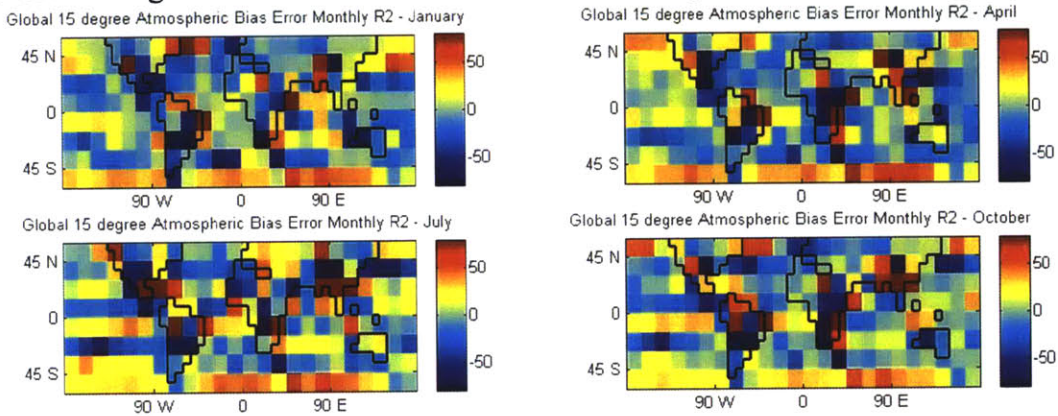 Global 15 degree Atmospheric Bias Error Monthly R2 - January
45 N
0
45 S
90 W 0 90 E
50
0
-50
Global 15 degree Atmospheric Bias Error Monthly R2 - April
45 N
0
45 S
90 W 0 90 E
50
0
-50
Global 15 degree Atmospheric Bias Error Monthly R2 - July
45 N
0
45 S
90 W 0 90 E
50
0
-50
Global 15 degree Atmospheric Bias Error Monthly R2 - October
45 N
0
45 S
90 W 0 90 E
50
0
-50